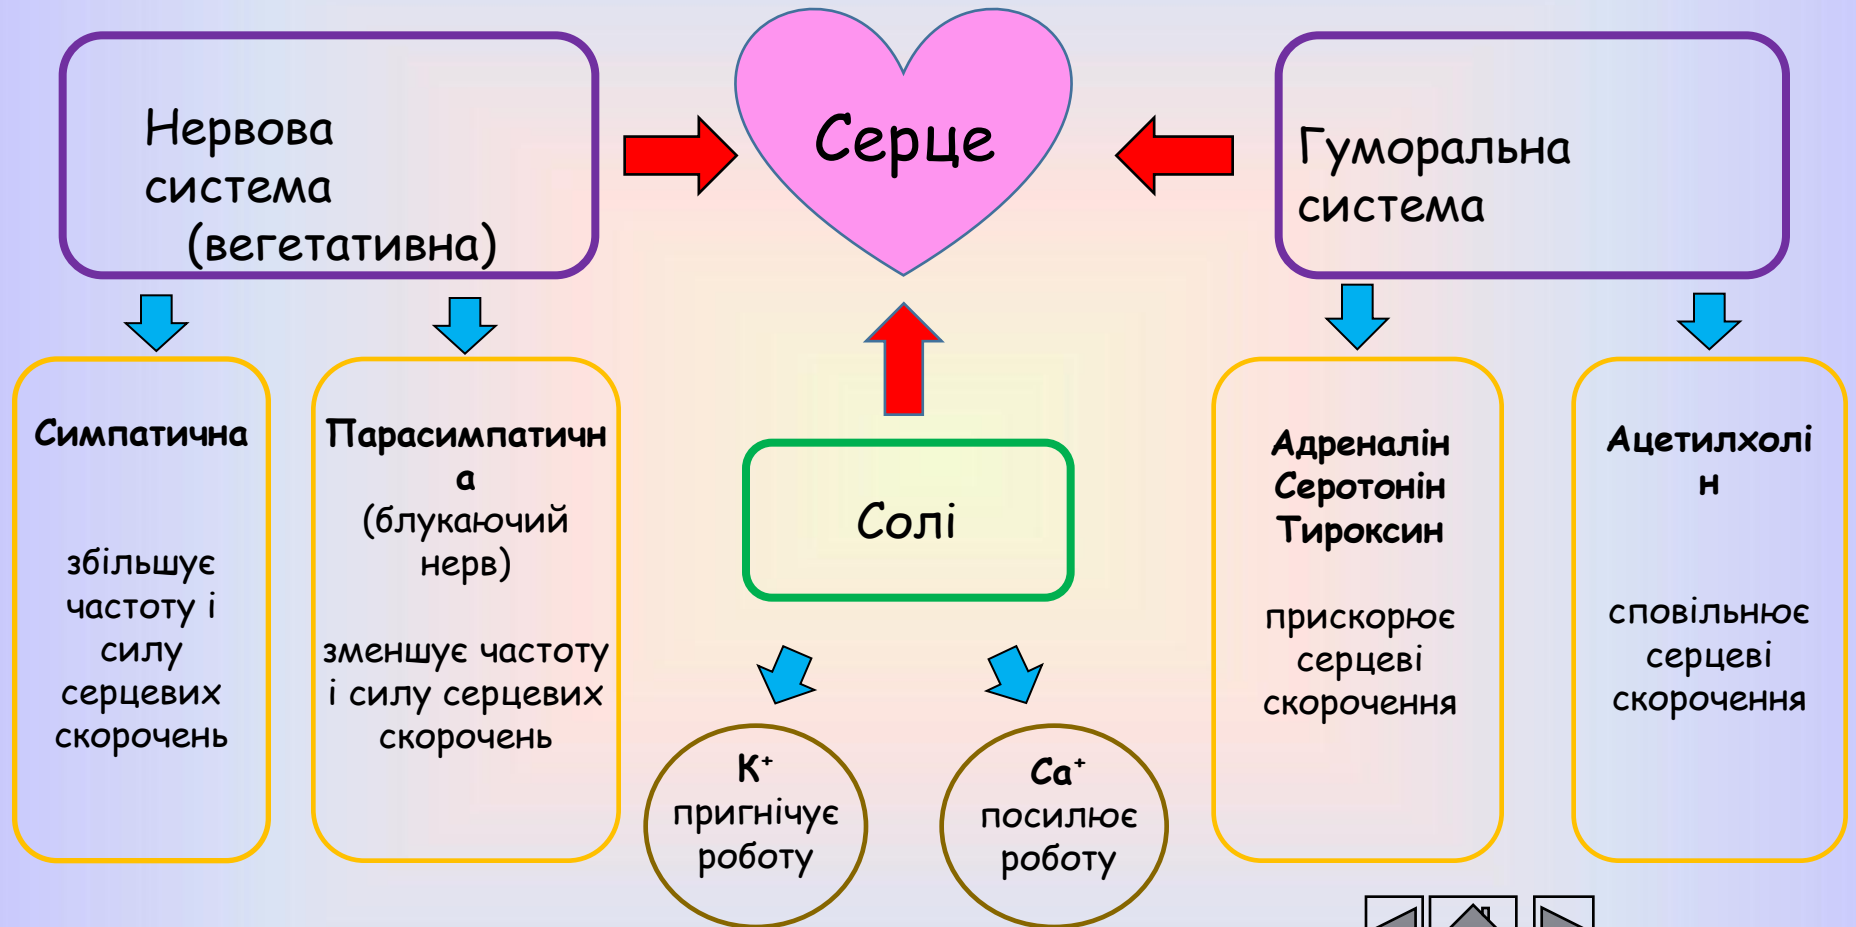 Нервова
система
(вегетативна)
Серце
Гуморальна
система
Симпатична
збільшує
частоту і
силу
серцевих
скорочень
Парасимпатичн
а
(блукаючий
нерв)
зменшує частоту
і силу серцевих
скорочень
Солі
К⁺
пригнічує
роботу
Са⁺
посилює
роботу
Адреналін
Серотонін
Тироксин
прискорює
серцеві
скорочення
Ацетилхолі
н
сповільнює
серцеві
скорочення